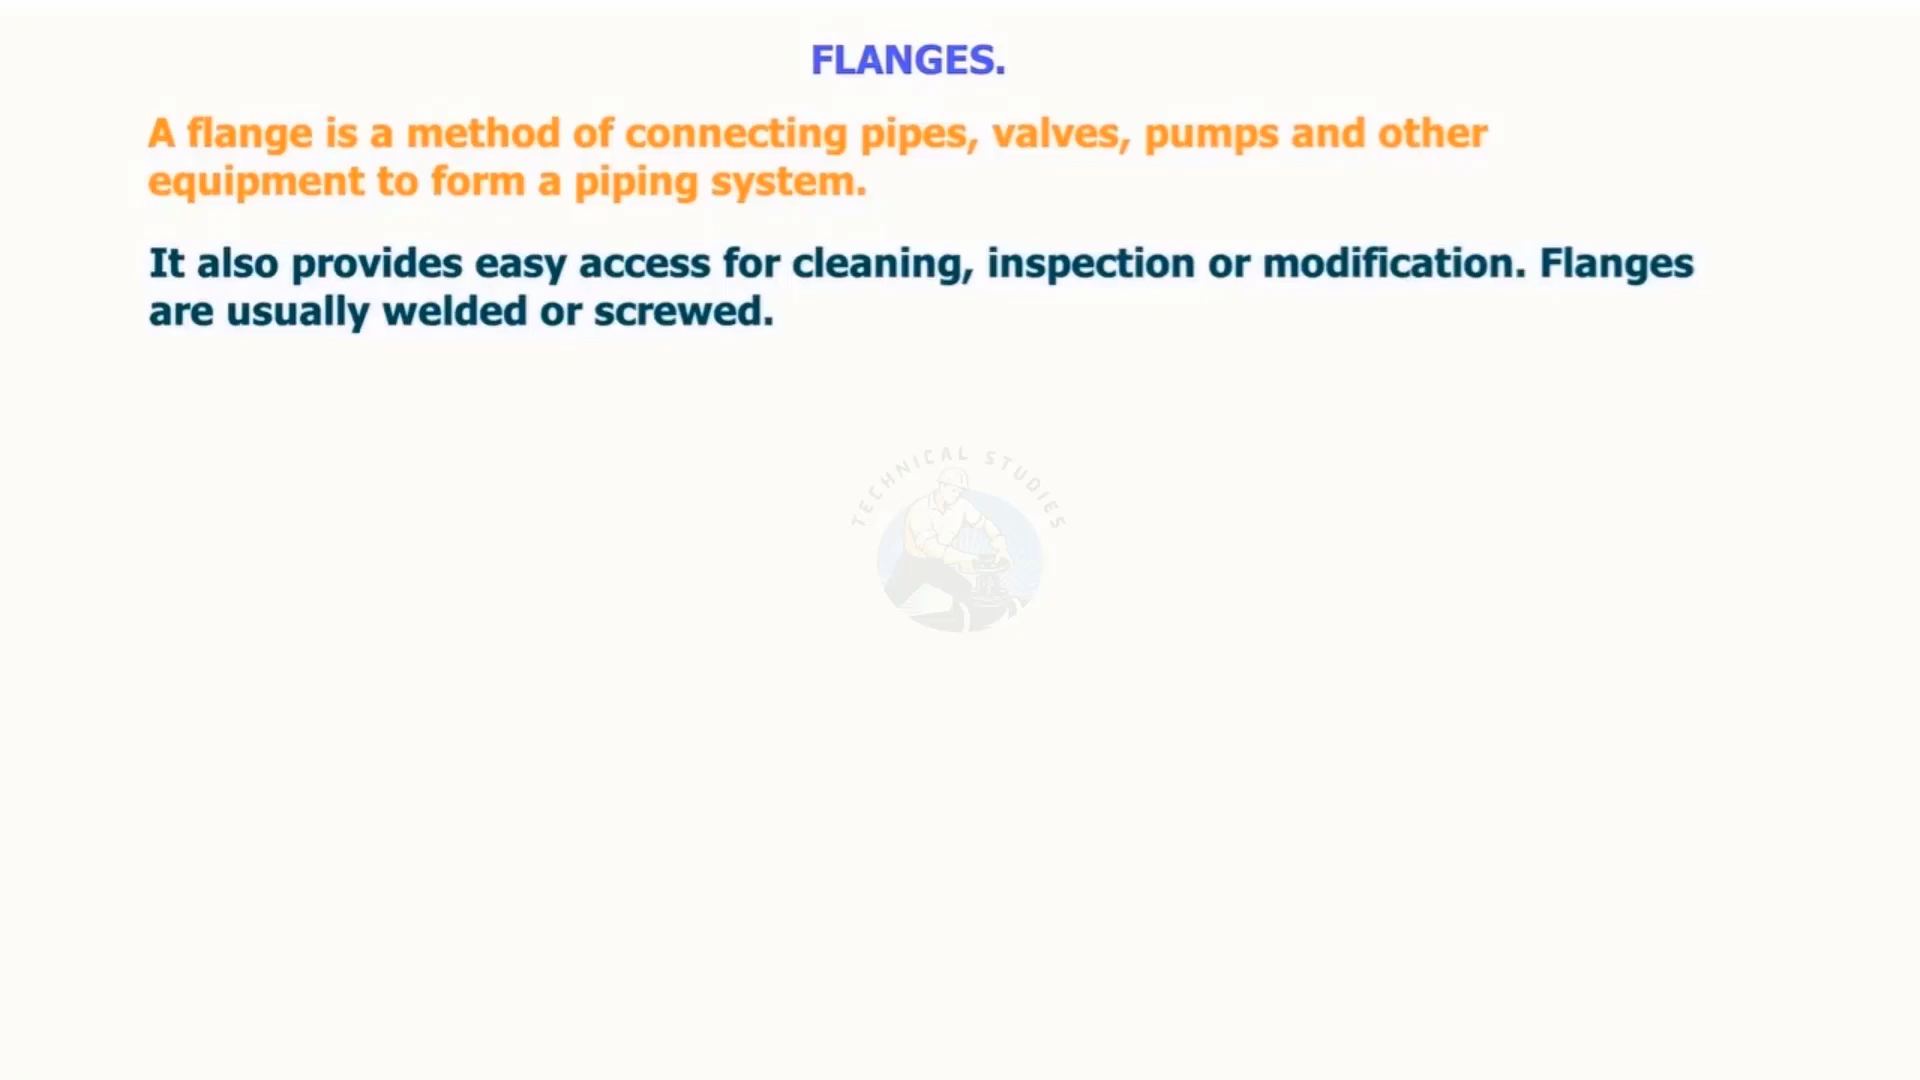 FLANGES.
A flange is a method of connecting pipes, valves, pumps and other
equipment to form a piping system.
It also provides easy access for cleaning, inspection or modification. Flanges
are usually welded or screwed.
TECHNICAL STUDIES